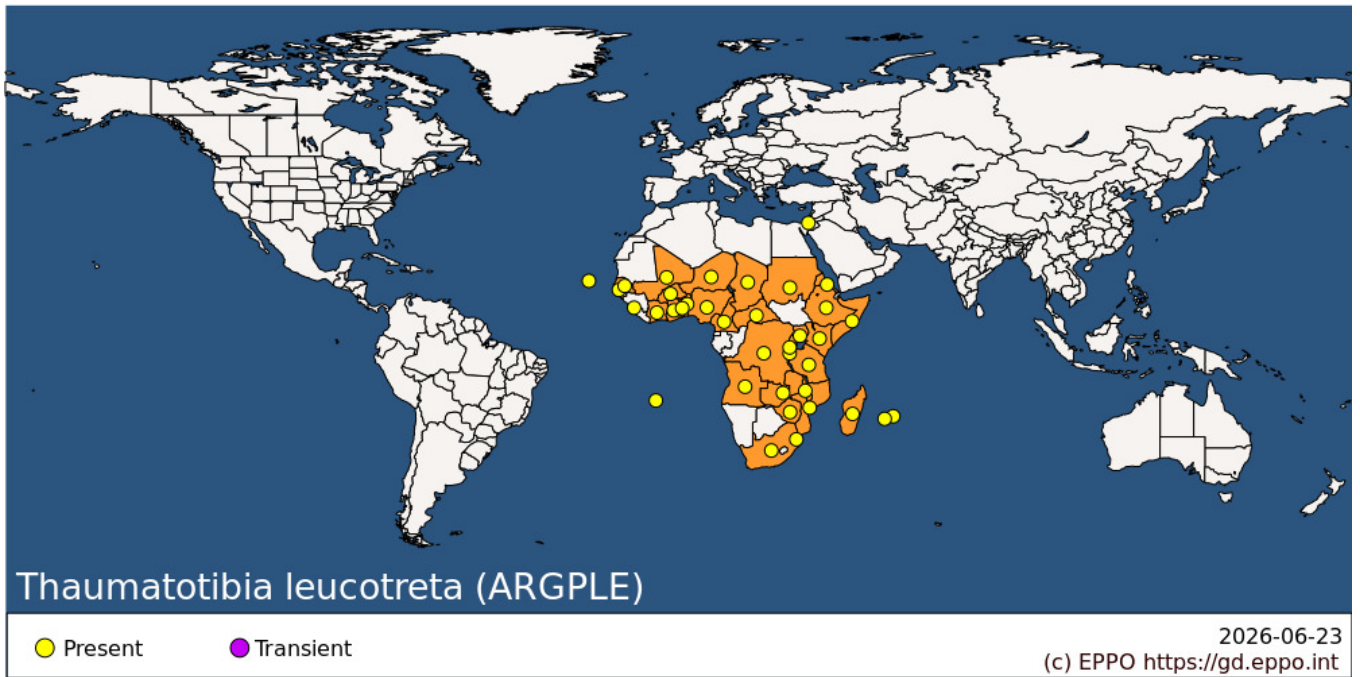 Thaumatotibia leucotreta (ARGPLE)
Present
Transient
2026-06-23
(c) EPPO https://gd.eppo.int